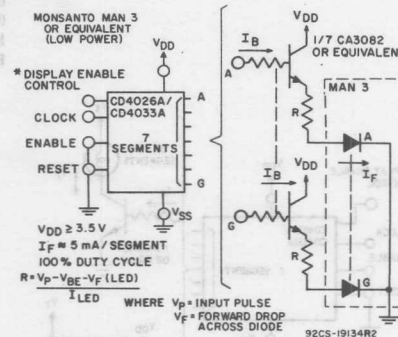 MONSANTO MAN 3
OR EQUIVALENT
(LOW POWER)
VDD
* DISPLAY ENABLE
CONTROL
CD4026A/
CD4033A
CLOCK
7
SEGMENTS
ENABLE
RESET
A
G
VSS
VDD ≥ 3.5 V
IF ≈ 5 mA/SEGMENT
100% DUTY CYCLE
R = VP–VBE–VF (LED)
ILED
WHERE VP = INPUT PULSE
VF = FORWARD DROP
ACROSS DIODE
VDD
1/7 CA3082
OR EQUIVALENT
IB
A
R
MAN 3
A
IF
VDD
IB
G
R
G
92CS-19134R2